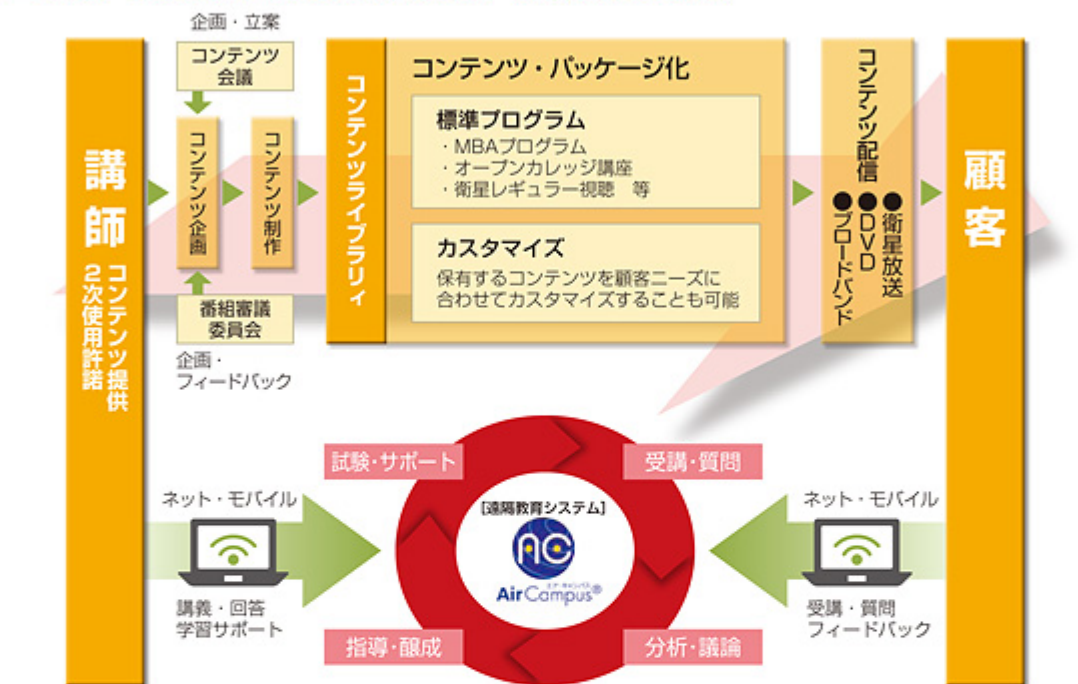 企画・立案
コンテンツ
会議
講師
コンテンツ提供
2次使用許諾
コンテンツ企画
コンテンツ制作
番組審議
委員会
企画・
フィードバック
コンテンツライブラリィ
コンテンツ・パッケージ化
標準プログラム
・MBAプログラム
・オープンカレッジ講座
・衛星レギュラー視聴　等
カスタマイズ
保有するコンテンツを顧客ニーズに
合わせてカスタマイズすることも可能
コンテンツ配信
●衛星放送
●DVD
●ブロードバンド
顧客
ネット・モバイル
講義・回答
学習サポート
試験・サポート
受講・質問
[遠隔教育システム]
AC
エア・キャンパス
AirCampus®
指導・醸成
分析・議論
ネット・モバイル
受講・質問
フィードバック